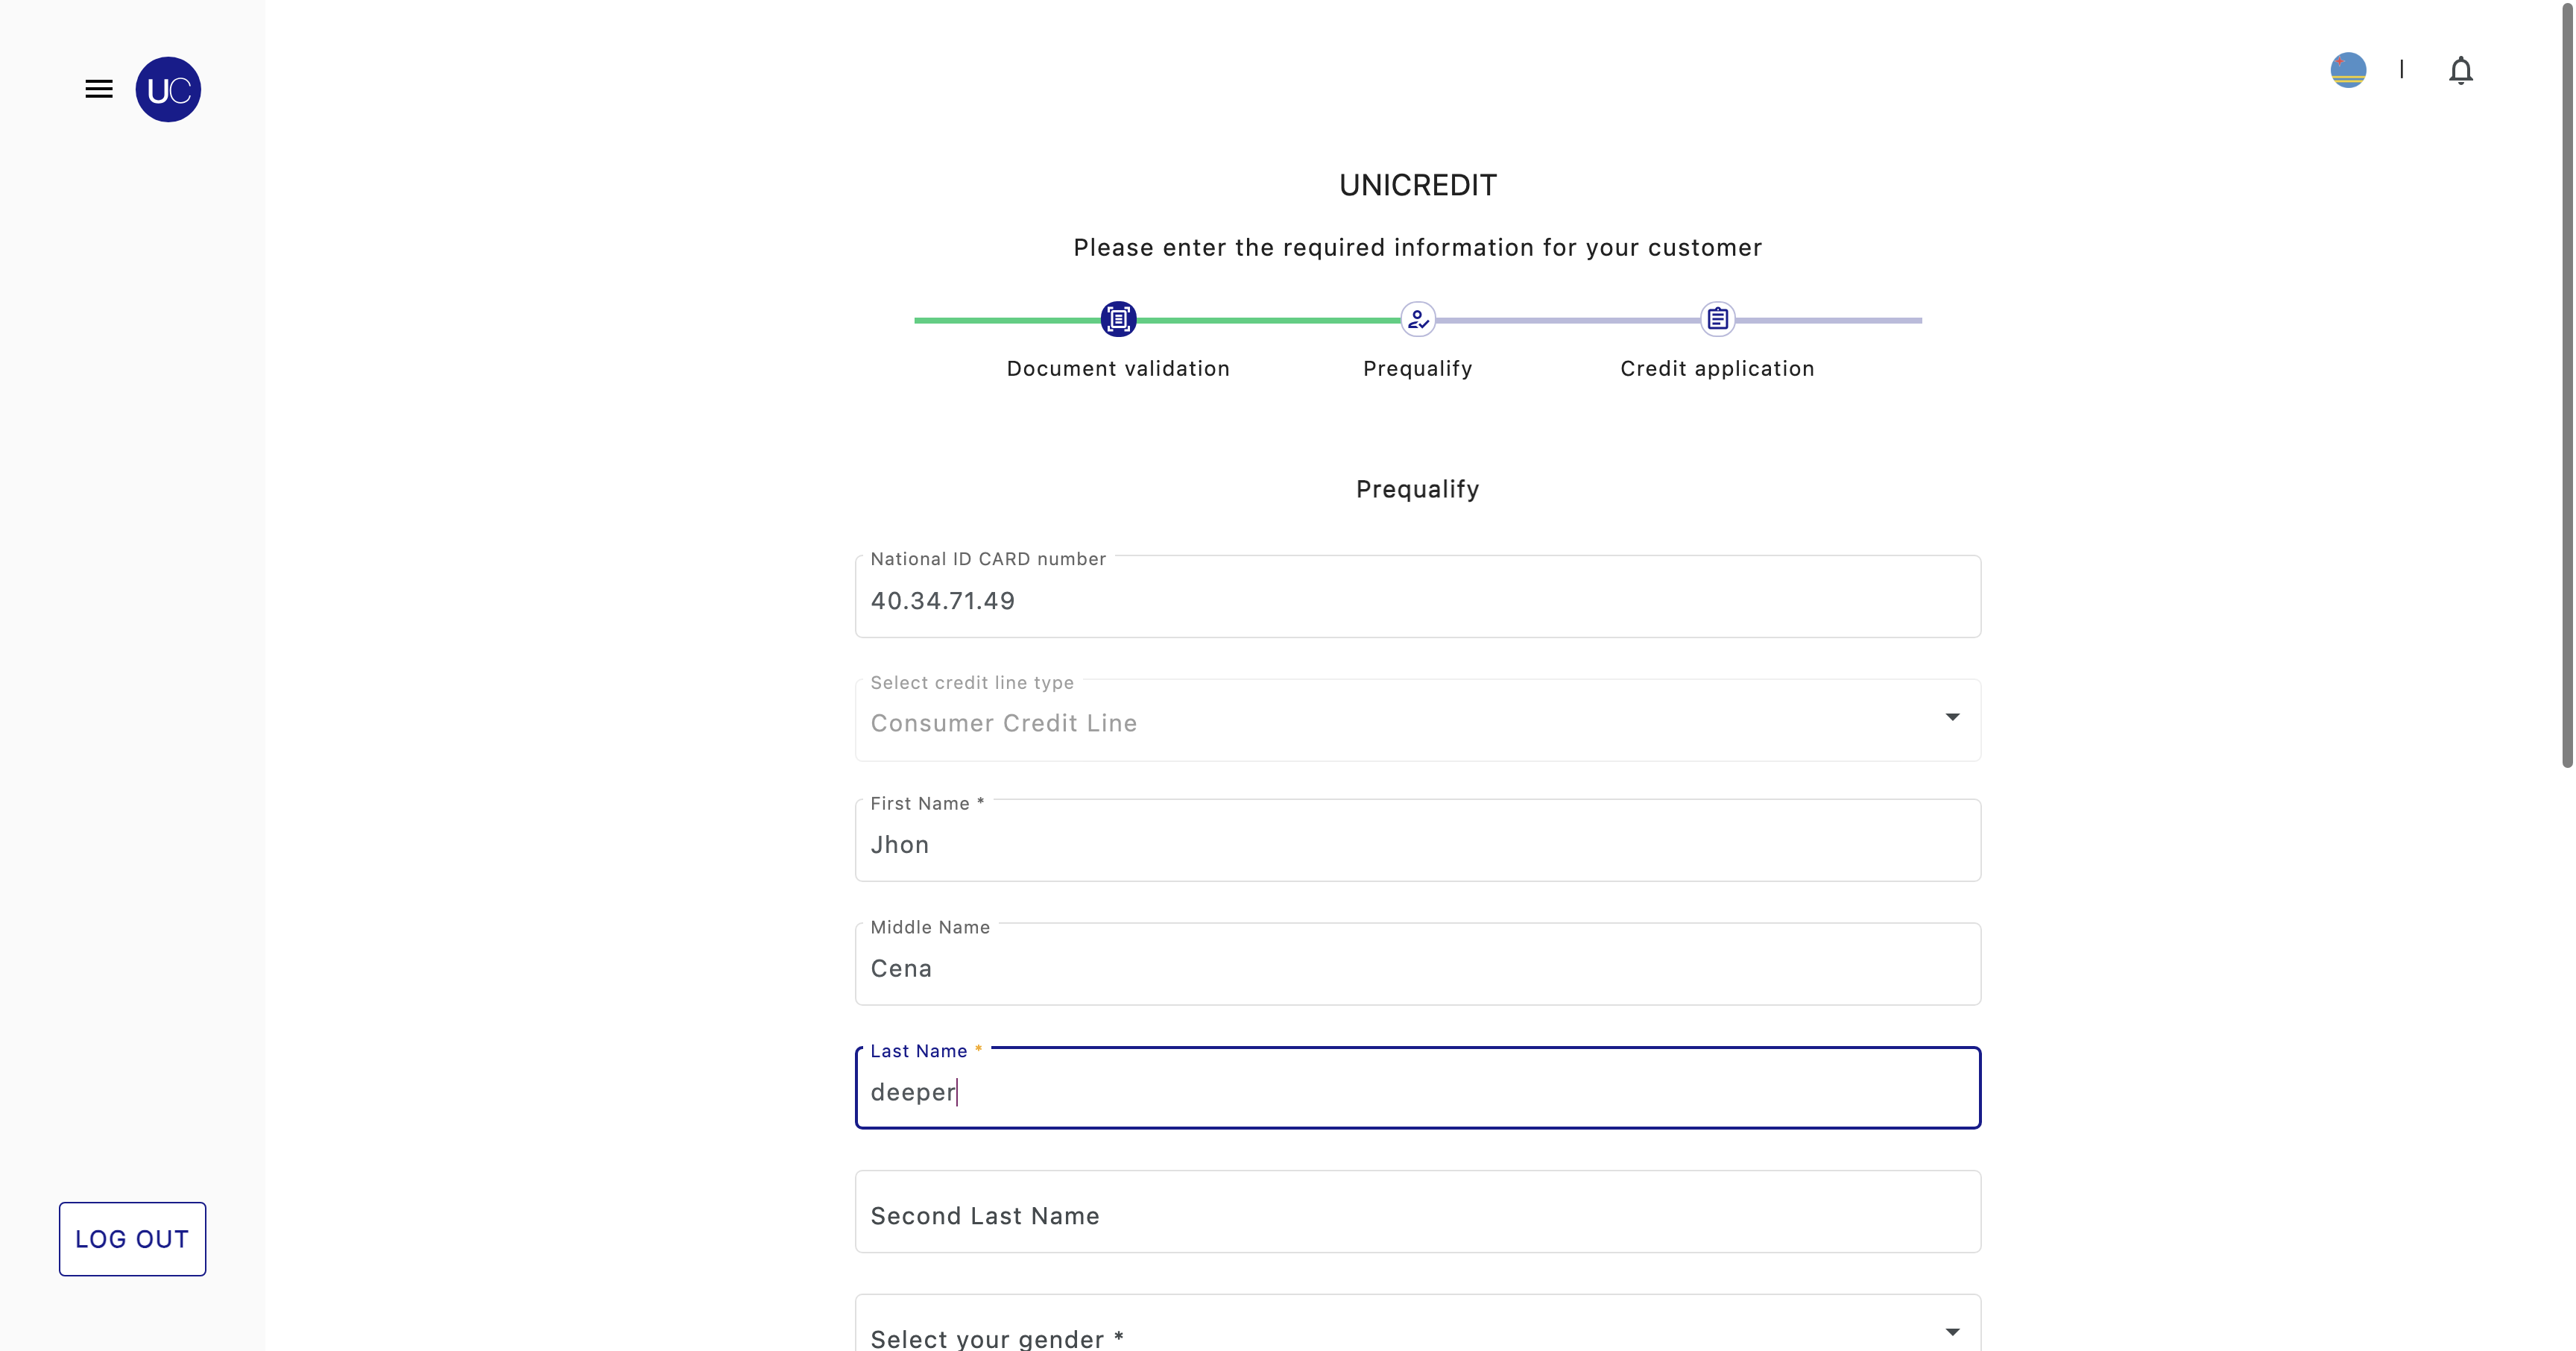 UC
UNICREDIT
Please enter the required information for your customer
Document validation
Prequalify
Credit application
Prequalify
National ID CARD number
40.34.71.49
Select credit line type
Consumer Credit Line
First Name *
Jhon
Middle Name
Cena
Last Name *
deeper
Second Last Name
Select your gender *
LOG OUT